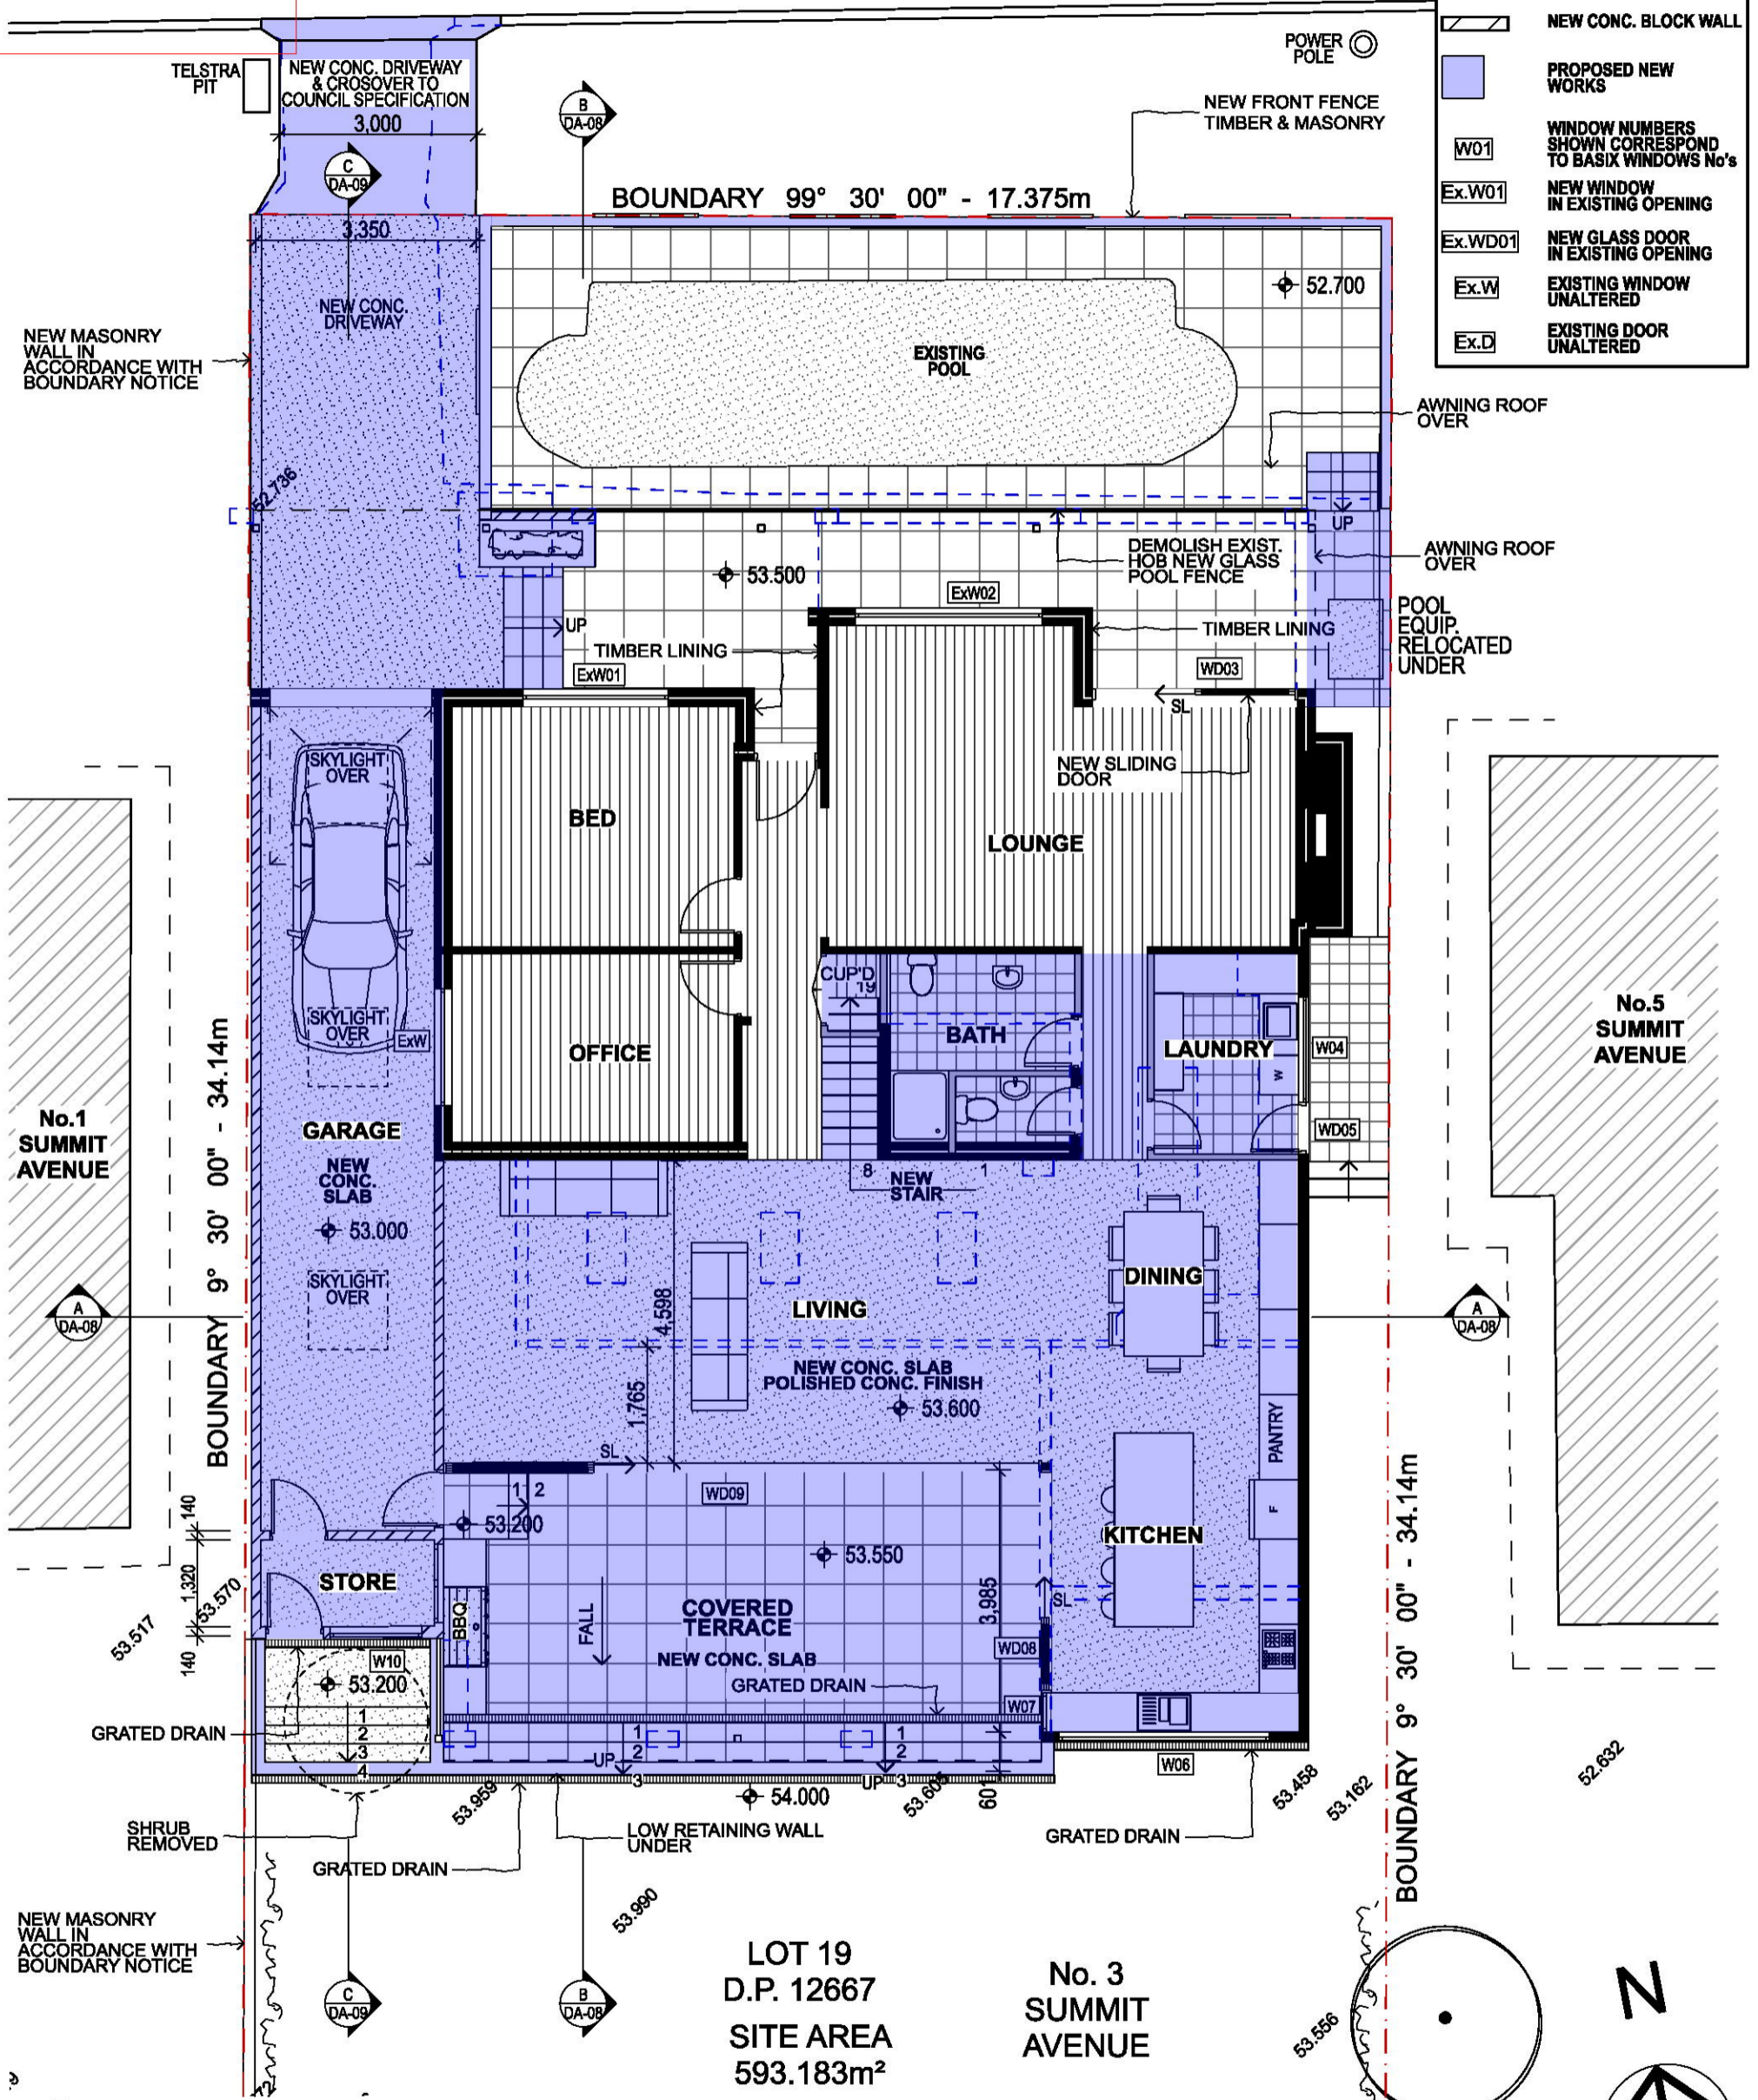 NEW CONC. BLOCK WALL
PROPOSED NEW
WORKS
W01
WINDOW NUMBERS
SHOWN CORRESPOND
TO BASIX WINDOWS No's
Ex.W01
NEW WINDOW
IN EXISTING OPENING
Ex.WD01
NEW GLASS DOOR
IN EXISTING OPENING
Ex.W
EXISTING WINDOW
UNALTERED
Ex.D
EXISTING DOOR
UNALTERED
TELSTRA
PIT
NEW CONC. DRIVEWAY
& CROSOVER TO
COUNCIL SPECIFICATION
3,000
B
DA-08
C
DA-09
POWER
POLE
NEW FRONT FENCE
TIMBER & MASONRY
BOUNDARY 99° 30' 00" - 17.375m
3,350
NEW CONC.
DRIVEWAY
52.700
EXISTING
POOL
NEW MASONRY
WALL IN
ACCORDANCE WITH
BOUNDARY NOTICE
AWNING ROOF
OVER
52.736
UP
DEMOLISH EXIST.
HOB NEW GLASS
POOL FENCE
AWNING ROOF
OVER
53.500
ExW02
POOL
EQUIP.
RELOCATED
UNDER
UP
TIMBER LINING
TIMBER LINING
ExW01
WD03
SL
NEW SLIDING
DOOR
SKYLIGHT
OVER
BED
LOUNGE
CUP'D
19
SKYLIGHT
OVER
ExW
OFFICE
BATH
LAUNDRY
W
W04
WD05
No.5
SUMMIT
AVENUE
No.1
SUMMIT
AVENUE
BOUNDARY 9° 30' 00" - 34.14m
GARAGE
NEW
CONC.
SLAB
53.000
8
1
NEW
STAIR
SKYLIGHT
OVER
DINING
LIVING
4,598
A
DA-08
A
DA-08
NEW CONC. SLAB
POLISHED CONC. FINISH
53.600
1,765
PANTRY
SL
1 2
WD09
53.200
F
53.550
KITCHEN
140
1,320
140
53.570
53.517
STORE
BBQ
FALL
COVERED
TERRACE
NEW CONC. SLAB
3,985
SL
WD08
GRATED DRAIN
W07
W10
53.200
1
2
3
4
GRATED DRAIN
UP
1
2
3
UP
1
2
3
W06
601
53.959
53.605
54.000
53.458
53.162
52.632
BOUNDARY 9° 30' 00" - 34.14m
SHRUB
REMOVED
LOW RETAINING WALL
UNDER
GRATED DRAIN
GRATED DRAIN
53.990
NEW MASONRY
WALL IN
ACCORDANCE WITH
BOUNDARY NOTICE
C
DA-09
B
DA-08
LOT 19
D.P. 12667
SITE AREA
593.183m²
No. 3
SUMMIT
AVENUE
53.556
N